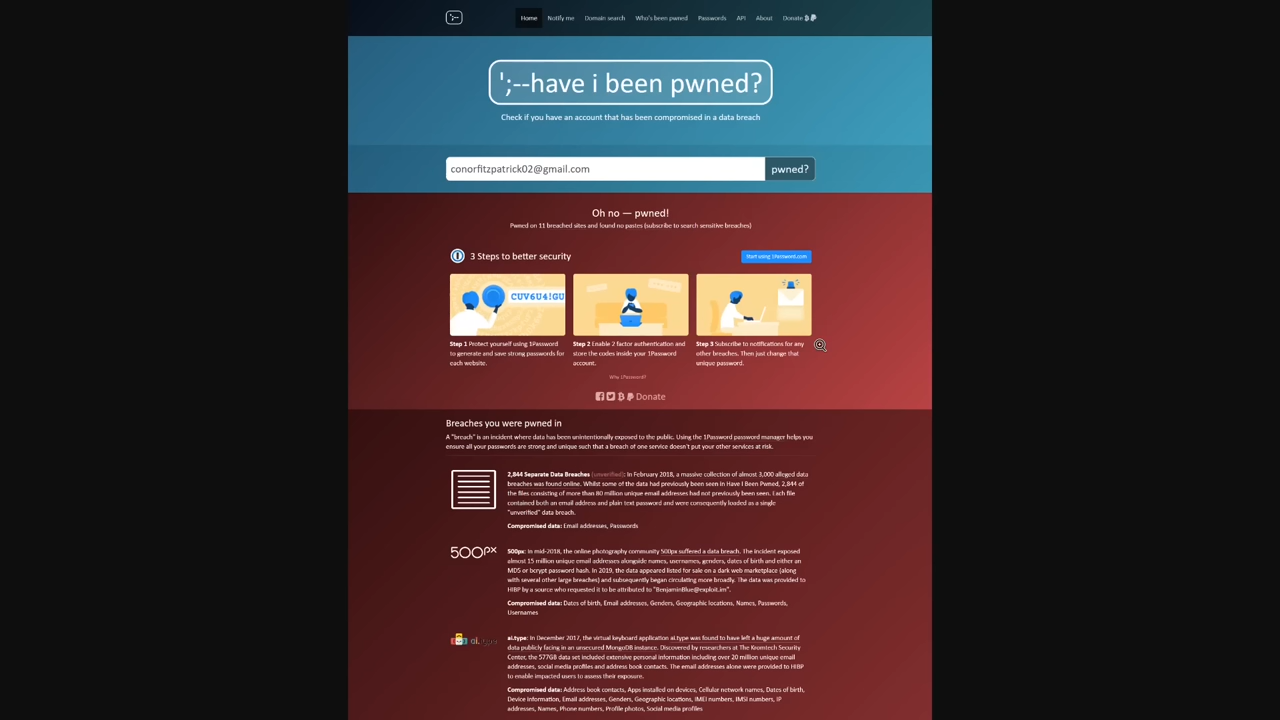 ';--
Home Notify me Domain search Who's been pwned Passwords API About Donate
';--have i been pwned?
Check if you have an account that has been compromised in a data breach
conorfitzpatrick02@gmail.com pwned?
Oh no — pwned!
Pwned on 11 breached sites and found no pastes (subscribe to search sensitive breaches)
3 Steps to better security Start using 1Password.com
CUV6U4!GU
Step 1 Protect yourself using 1Password
to generate and save strong passwords for
each website.
Step 2 Enable 2 factor authentication and
store the codes inside your 1Password
account.
Step 3 Subscribe to notifications for any
other breaches. Then just change that
unique password.
Why 1Password?
Donate
Breaches you were pwned in
A "breach" is an incident where data has been unintentionally exposed to the public. Using the 1Password password manager helps you
ensure all your passwords are strong and unique such that a breach of one service doesn't put your other services at risk.
2,844 Separate Data Breaches (unverified): In February 2018, a massive collection of almost 3,000 alleged data
breaches was found online. Whilst some of the data had previously been seen in Have I Been Pwned, 2,844 of
the files consisting of more than 80 million unique email addresses had not previously been seen. Each file
contained both an email address and plain text password and were consequently loaded as a single
"unverified" data breach.
Compromised data: Email addresses, Passwords
500px
500px: In mid-2018, the online photography community 500px suffered a data breach. The incident exposed
almost 15 million unique email addresses alongside names, usernames, genders, dates of birth and either an
MD5 or bcrypt password hash. In 2019, the data appeared listed for sale on a dark web marketplace (along
with several other large breaches) and subsequently began circulating more broadly. The data was provided to
HIBP by a source who requested it to be attributed to "BenjaminBlue@exploit.im".
Compromised data: Dates of birth, Email addresses, Genders, Geographic locations, Names, Passwords,
Usernames
ai.type
ai.type: In December 2017, the virtual keyboard application ai.type was found to have left a huge amount of
data publicly facing in an unsecured MongoDB instance. Discovered by researchers at The Kromtech Security
Center, the 577GB data set included extensive personal information including over 20 million unique email
addresses, social media profiles and address book contacts. The email addresses alone were provided to HIBP
to enable impacted users to assess their exposure.
Compromised data: Address book contacts, Apps installed on devices, Cellular network names, Dates of birth,
Device information, Email addresses, Genders, Geographic locations, IMEI numbers, IMSI numbers, IP
addresses, Names, Phone numbers, Profile photos, Social media profiles